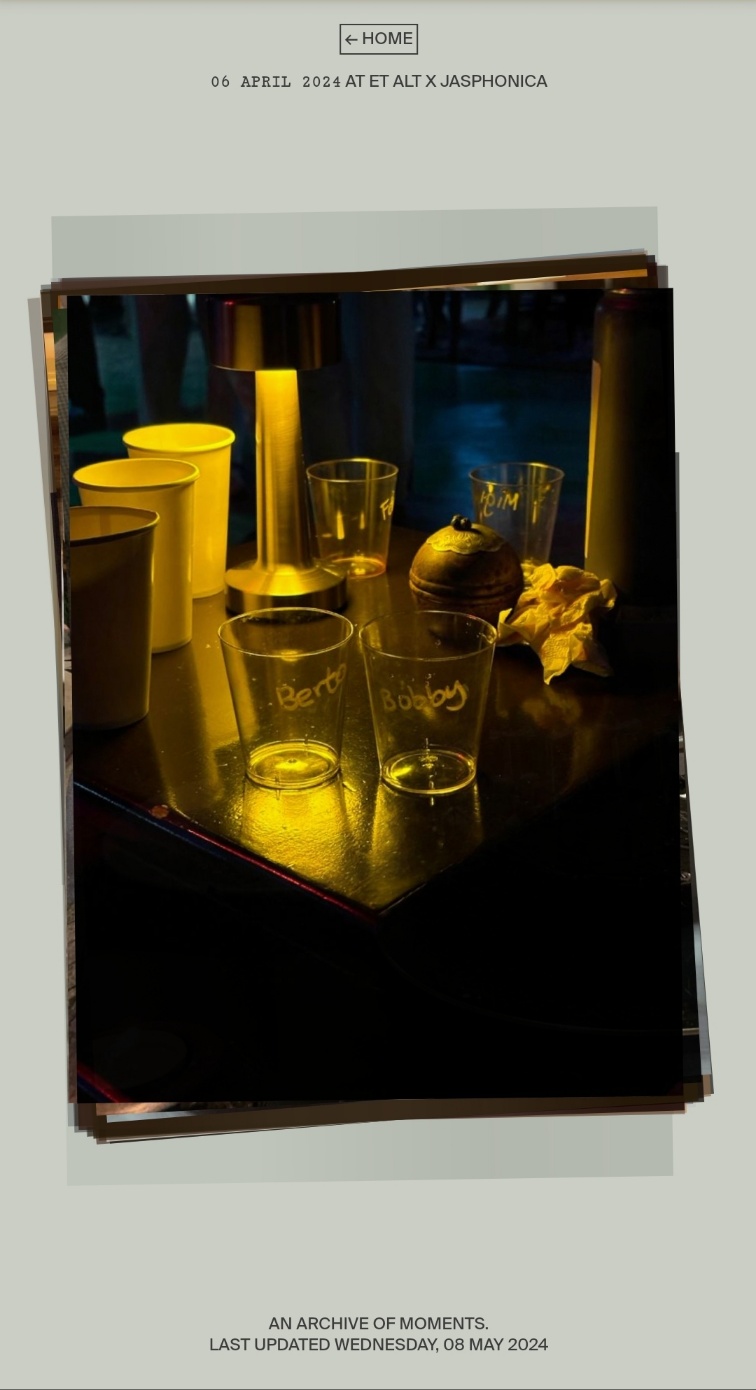 ← HOME
06 APRIL 2024 AT ET ALT X JASPHONICA
Berto
Bobby
AN ARCHIVE OF MOMENTS.
LAST UPDATED WEDNESDAY, 08 MAY 2024